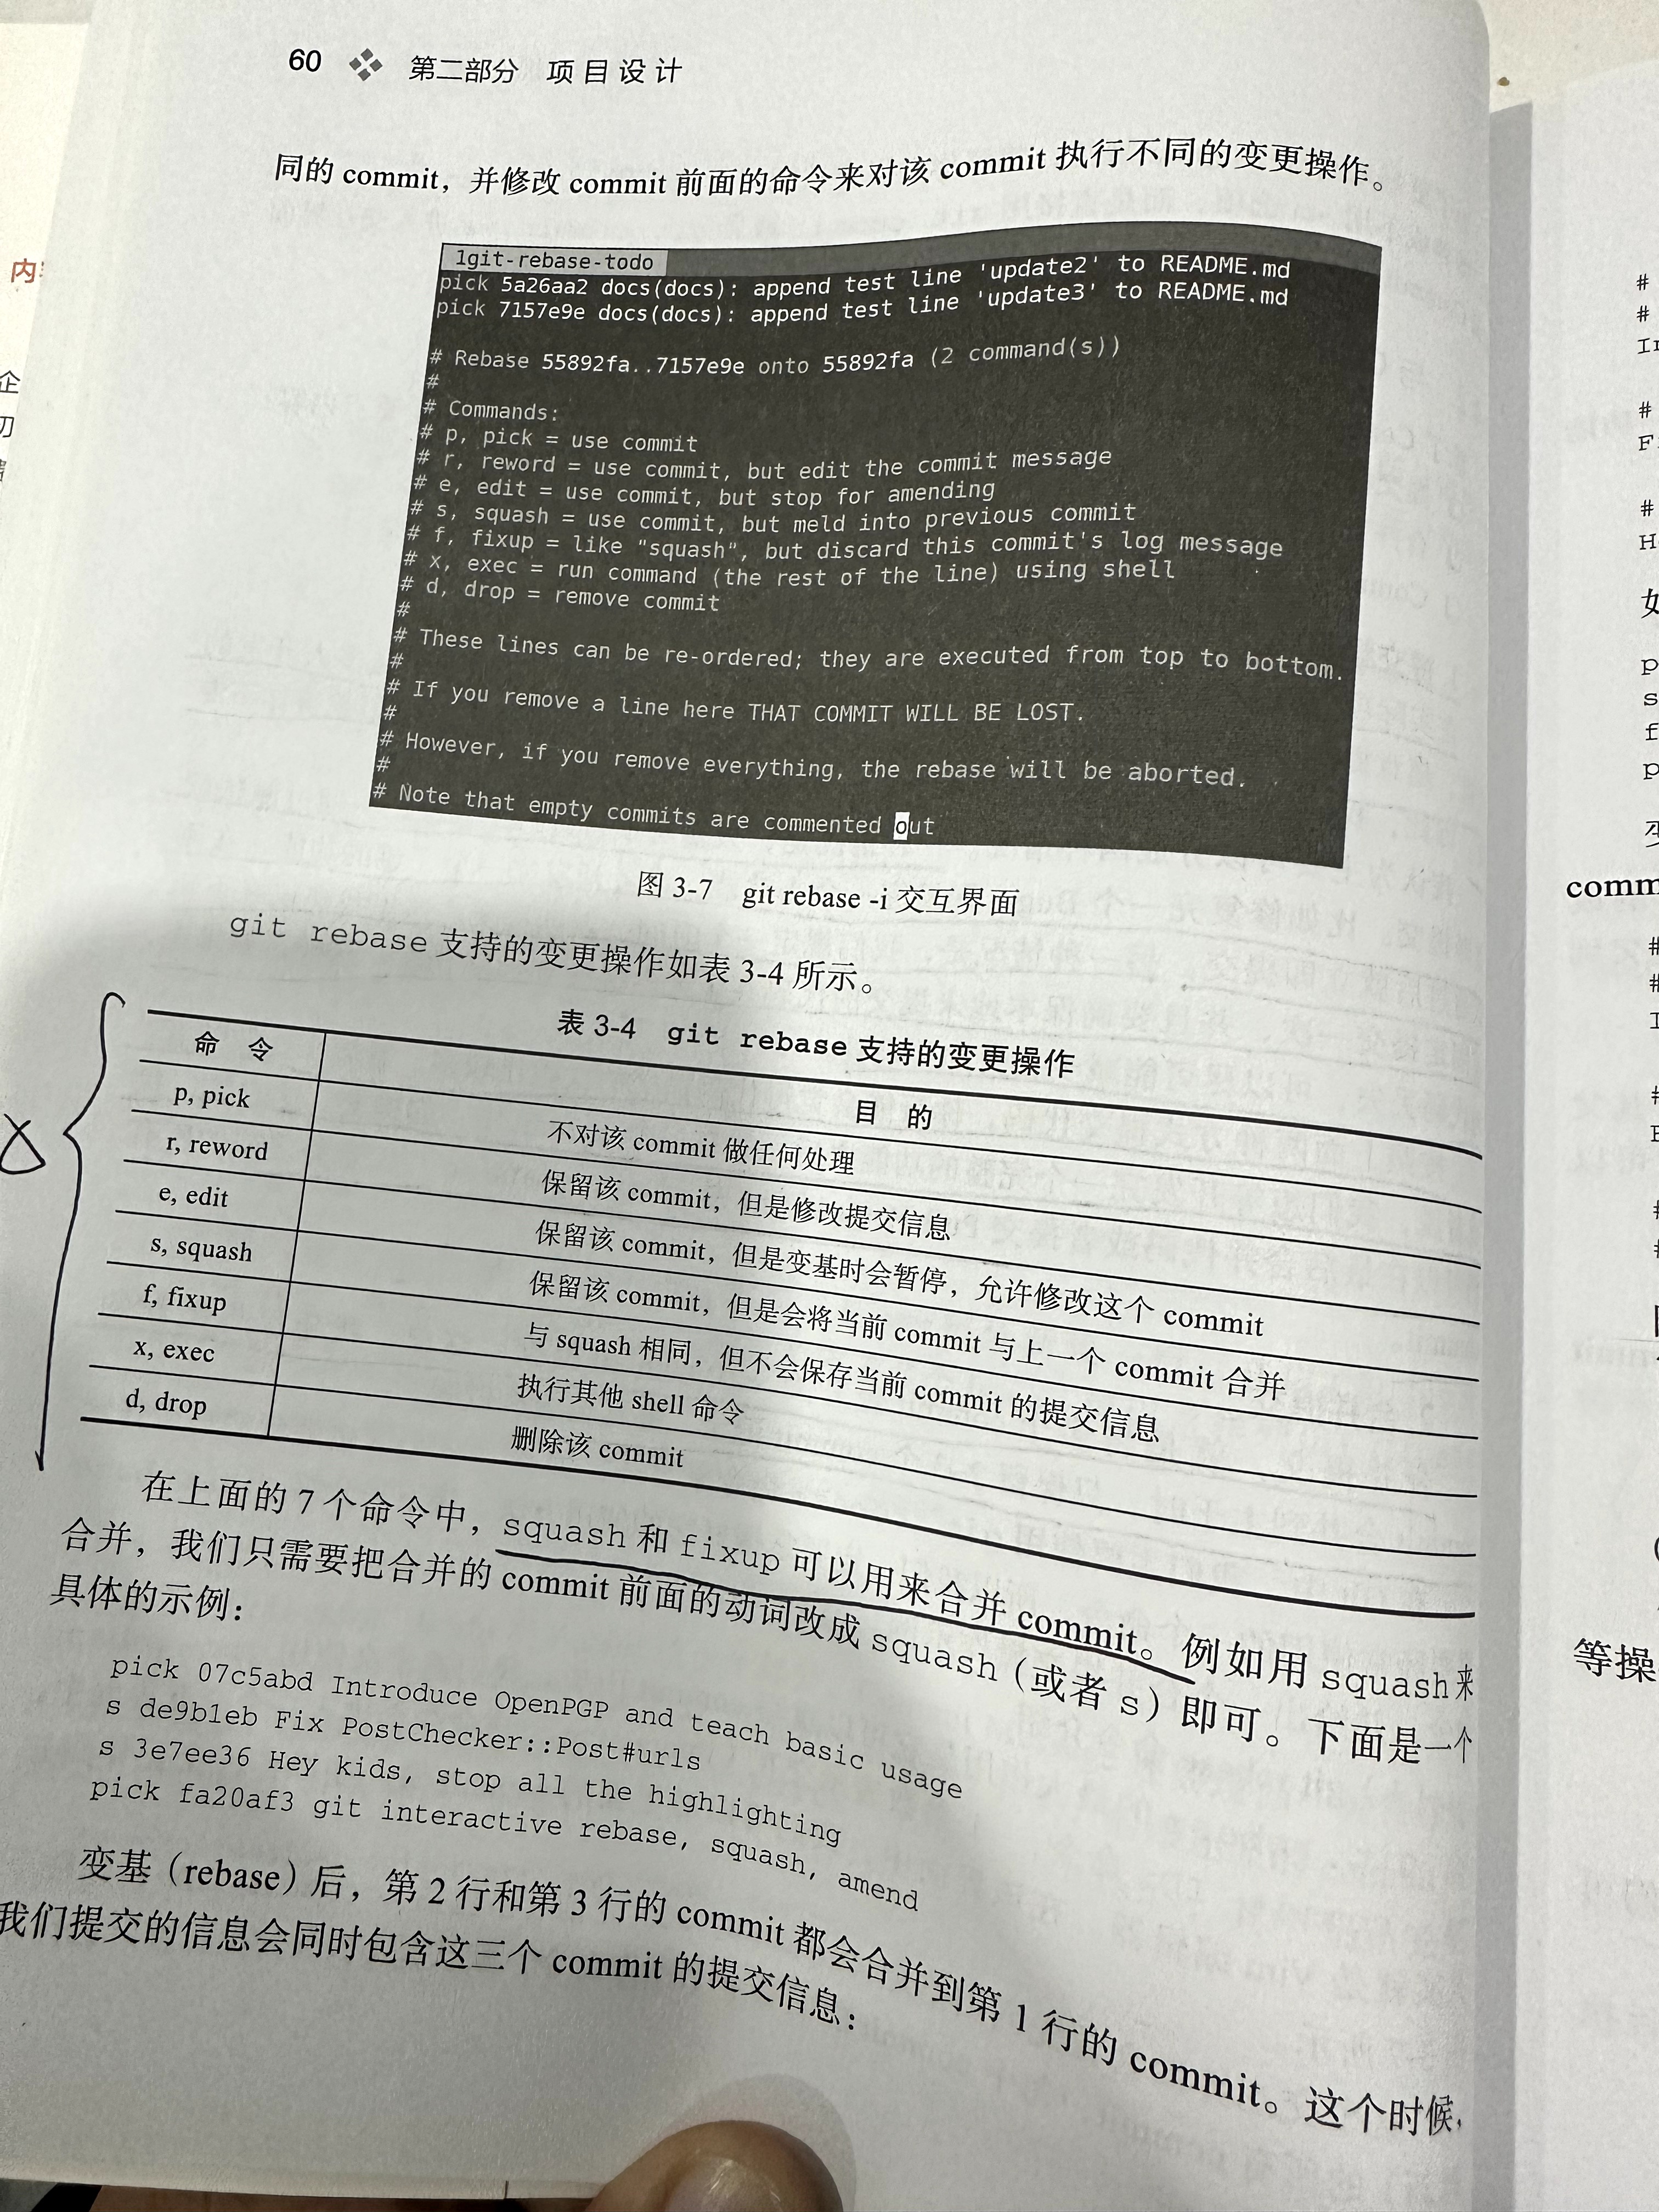 60 第二部分 项目设计
同的 commit，并修改 commit 前面的命令来对该 commit 执行不同的变更操作。
1git-rebase-todo
pick 5a26aa2 docs(docs): append test line 'update2' to README.md
pick 7157e9e docs(docs): append test line 'update3' to README.md
# Rebase 55892fa..7157e9e onto 55892fa (2 command(s))
#
# Commands:
# p, pick = use commit
# r, reword = use commit, but edit the commit message
# e, edit = use commit, but stop for amending
# s, squash = use commit, but meld into previous commit
# f, fixup = like "squash", but discard this commit's log message
# x, exec = run command (the rest of the line) using shell
# d, drop = remove commit
#
# These lines can be re-ordered; they are executed from top to bottom.
#
# If you remove a line here THAT COMMIT WILL BE LOST.
#
# However, if you remove everything, the rebase will be aborted.
#
# Note that empty commits are commented out
图 3-7 git rebase -i 交互界面
git rebase 支持的变更操作如表 3-4 所示。
表 3-4 git rebase 支持的变更操作
命 令 目 的
p, pick 不对该 commit 做任何处理
r, reword 保留该 commit，但是修改提交信息
e, edit 保留该 commit，但是变基时会暂停，允许修改这个 commit
s, squash 保留该 commit，但是会将当前 commit 与上一个 commit 合并
f, fixup 与 squash 相同，但不会保存当前 commit 的提交信息
x, exec 执行其他 shell 命令
d, drop 删除该 commit
在上面的 7 个命令中，squash 和 fixup 可以用来合并 commit。例如用 squash 来
合并，我们只需要把合并的 commit 前面的动词改成 squash（或者 s）即可。下面是一个
具体的示例：
pick 07c5abd Introduce OpenPGP and teach basic usage
s de9b1eb Fix PostChecker::Post#urls
s 3e7ee36 Hey kids, stop all the highlighting
pick fa20af3 git interactive rebase, squash, amend
变基（rebase）后，第 2 行和第 3 行的 commit 都会合并到第 1 行的 commit。这个时候，
我们提交的信息会同时包含这三个 commit 的提交信息：
内
企
切
#
#
#
F
#
H
如
p
s
f
p
变
comm
#
#
I
#
#
#
等操